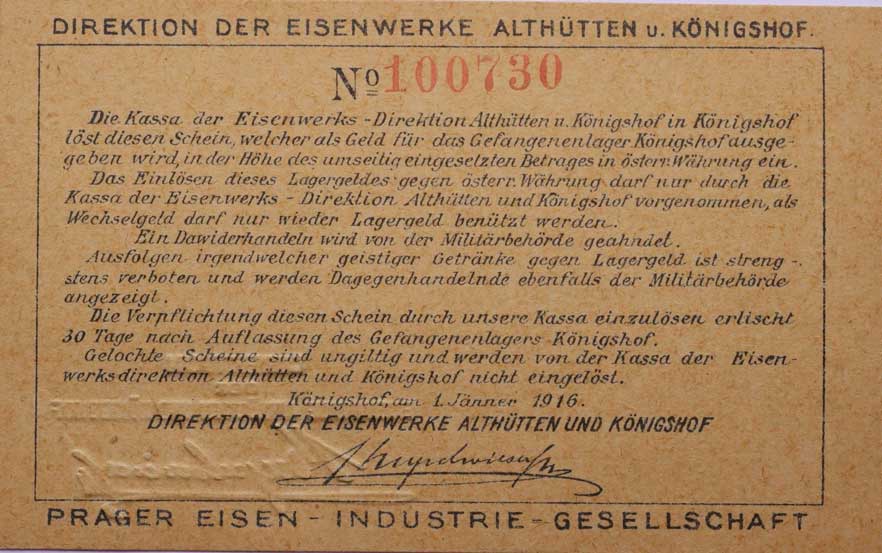 DIREKTION DER EISENWERKE ALTHÜTTEN u. KÖNIGSHOF.
No 100730
Die Kassa der Eisenwerks-Direktion Althütten u. Königshof in Königshof
löst diesen Schein, welcher als Geld für das Gefangenenlager Königshof ausge-
geben wird, in der Höhe des umseitig eingesetzten Betrages in österr. Währung ein.
Das Einlösen dieses Lagergeldes gegen österr. Währung darf nur durch die
Kassa der Eisenwerks-Direktion Althütten und Königshof vorgenommen, als
Wechselgeld darf nur wieder Lagergeld benützt werden.
Ein Dawiderhandeln wird von der Militärbehörde geahndet.
Ausfolgen irgendwelcher geistiger Getränke gegen Lagergeld ist streng-
stens verboten und werden Dagegenhandelnde ebenfalls der Militärbehörde
angezeigt.
Die Verpflichtung diesen Schein durch unsere Kassa einzulösen erlischt
30 Tage nach Auflassung des Gefangenenlagers Königshof.
Gelochte Scheine sind ungiltig und werden von der Kassa der Eisen-
werksdirektion Althütten und Königshof nicht eingelöst.
Königshof, am 1. Jänner 1916.
DIREKTION DER EISENWERKE ALTHÜTTEN UND KÖNIGSHOF
PRAGER EISEN-INDUSTRIE-GESELLSCHAFT